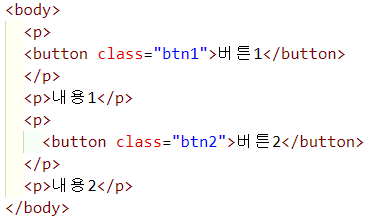 <body>
<p>
<button class="btn1">버튼1</button>
</p>
<p>내용1</p>
<p>
<button class="btn2">버튼2</button>
</p>
<p>내용2</p>
</body>